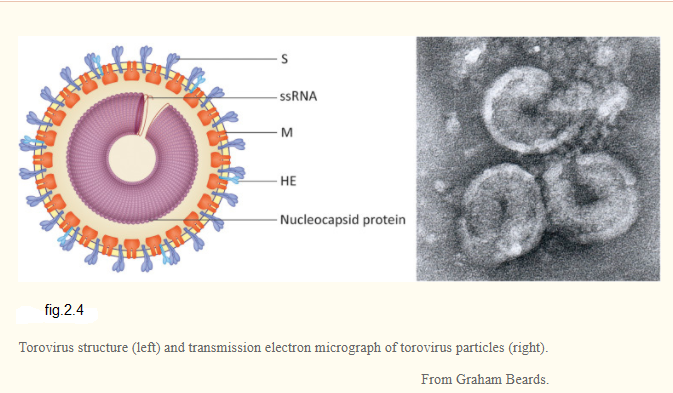 S
ssRNA
M
HE
Nucleocapsid protein
fig.2.4
Torovirus structure (left) and transmission electron micrograph of torovirus particles (right).
From Graham Beards.